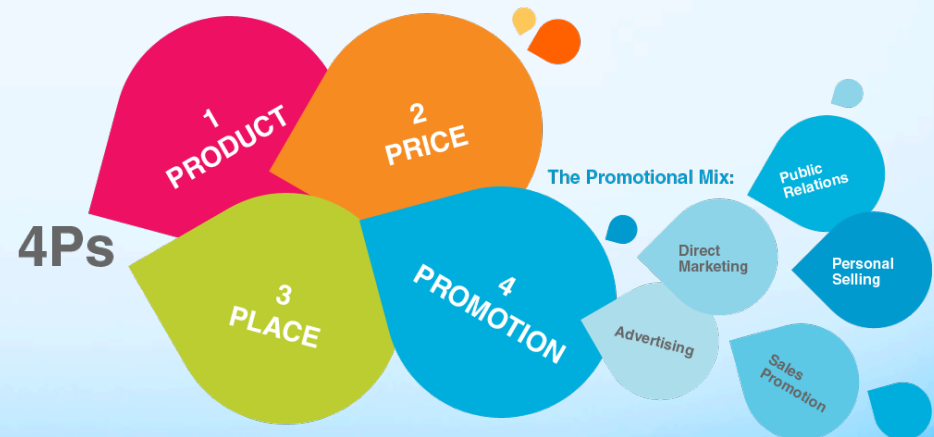 4Ps
1
PRODUCT
2
PRICE
3
PLACE
4
PROMOTION
The Promotional Mix:
Public
Relations
Direct
Marketing
Personal
Selling
Advertising
Sales
Promotion